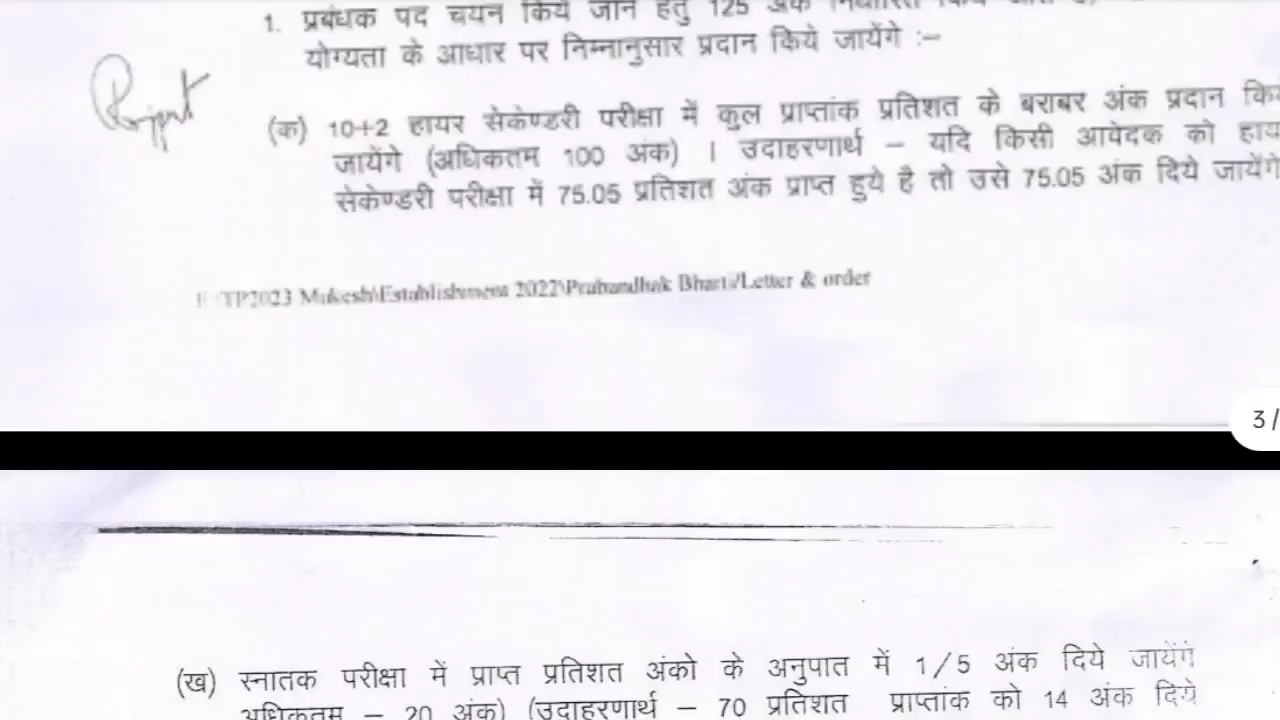 1. प्रबंधक पद चयन किये जाने हेतु 125 अंक निर्धारित किये
योग्यता के आधार पर निम्नानुसार प्रदान किये जायेंगे :–
(क) 10+2 हायर सेकेण्डरी परीक्षा में कुल प्राप्तांक प्रतिशत के बराबर अंक प्रदान
जायेंगे (अधिकतम 100 अंक) । उदाहरणार्थ – यदि किसी आवेदक को
सेकेण्डरी परीक्षा में 75.05 प्रतिशत अंक प्राप्त हुये है तो उसे 75.05 अंक दिये जायेंगे
TP2023 Mukesh\Establishment 2022\Prabandhak Bharti/Letter & order
3/
(ख) स्नातक परीक्षा में प्राप्त प्रतिशत अंको के अनुपात में 1/5 अंक दिये जायेंगे
अधिकतम – 20 अंक) (उदाहरणार्थ – 70 प्रतिशत प्राप्तांक को 14 अंक दिये